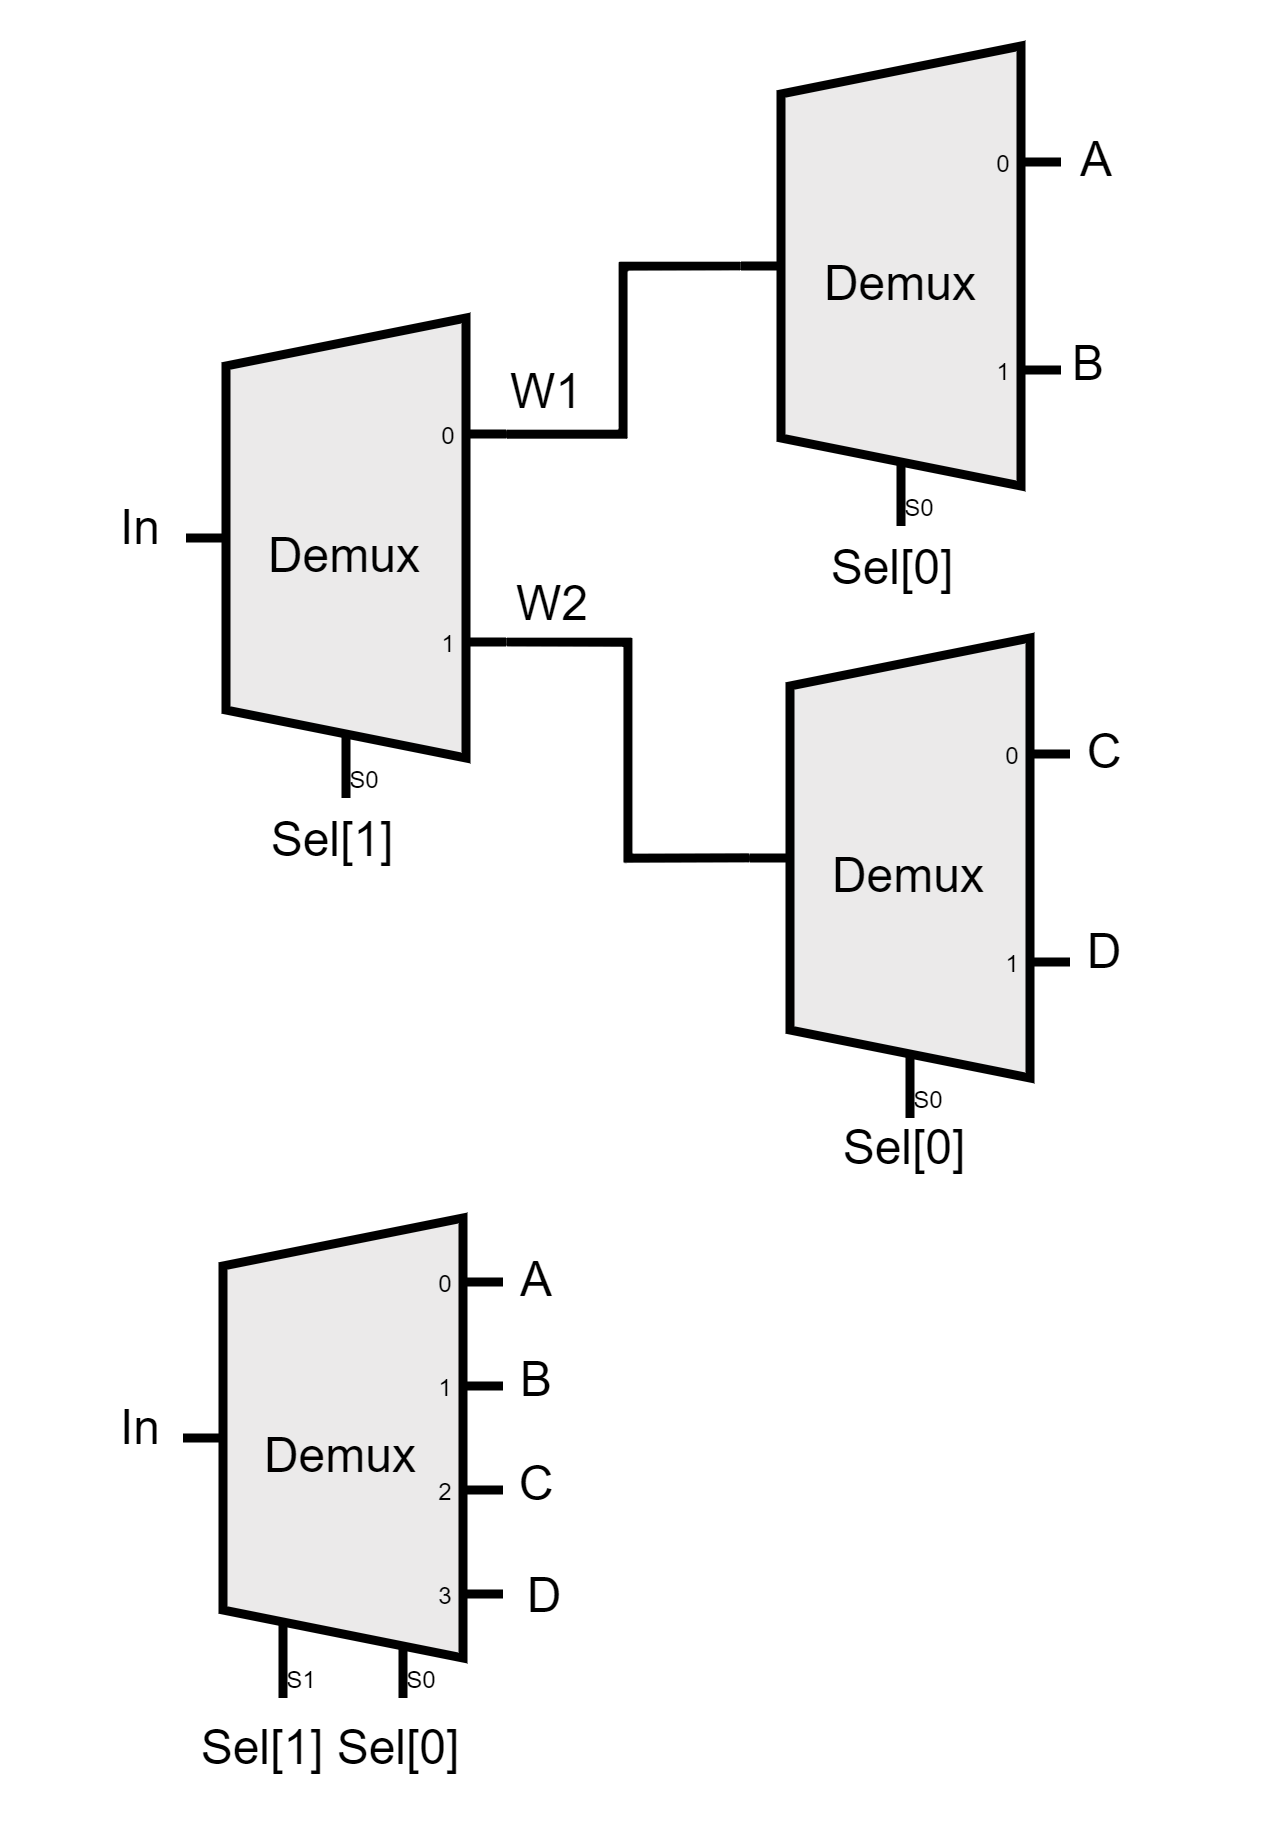 0 A
Demux
1 B
S0
Sel[0]
W1
0
In
Demux
W2
1
S0
Sel[1]
0 C
Demux
1 D
S0
Sel[0]
0 A
1 B
In
Demux
2 C
3 D
S1 S0
Sel[1] Sel[0]